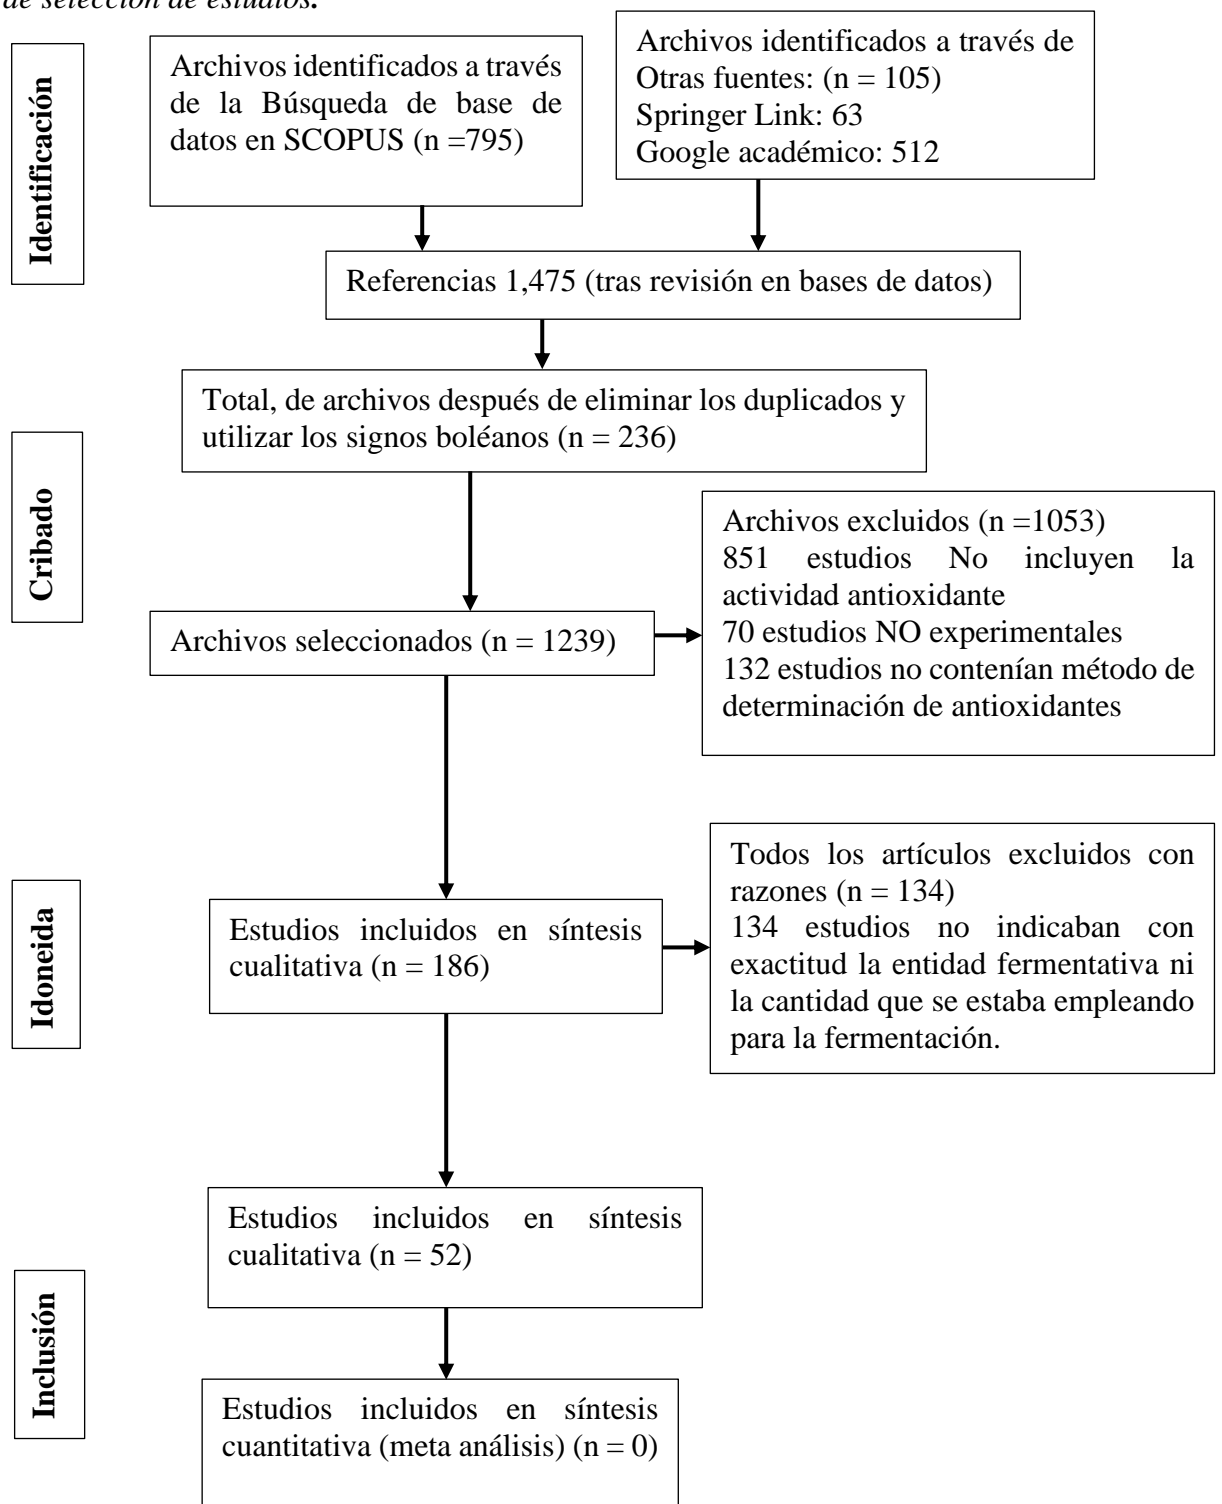 de selección de estudios.
Identificación
Archivos identificados a través
de la Búsqueda de base de
datos en SCOPUS (n =795)
Archivos identificados a través de
Otras fuentes: (n = 105)
Springer Link: 63
Google académico: 512
Referencias 1,475 (tras revisión en bases de datos)
Total, de archivos después de eliminar los duplicados y
utilizar los signos boléanos (n = 236)
Cribado
Archivos seleccionados (n = 1239)
Archivos excluidos (n =1053)
851 estudios No incluyen la
actividad antioxidante
70 estudios NO experimentales
132 estudios no contenían método de
determinación de antioxidantes
Idoneida
Estudios incluidos en síntesis
cualitativa (n = 186)
Todos los artículos excluidos con
razones (n = 134)
134 estudios no indicaban con
exactitud la entidad fermentativa ni
la cantidad que se estaba empleando
para la fermentación.
Estudios incluidos en síntesis
cualitativa (n = 52)
Inclusión
Estudios incluidos en síntesis
cuantitativa (meta análisis) (n = 0)